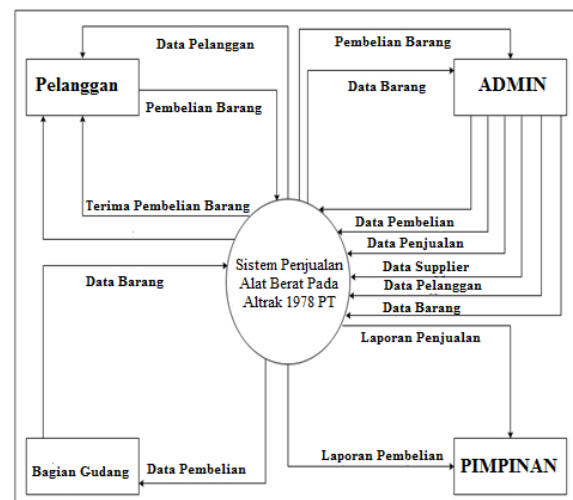 Data Pelanggan
Pembelian Barang
Pelanggan
Data Barang
ADMIN
Pembelian Barang
Terima Pembelian Barang
Data Pembelian
Data Penjualan
Sistem Penjualan
Alat Berat Pada
Altrak 1978 PT
Data Supplier
Data Pelanggan
Data Barang
Data Barang
Laporan Penjualan
Bagian Gudang
Data Pembelian
Laporan Pembelian
PIMPINAN